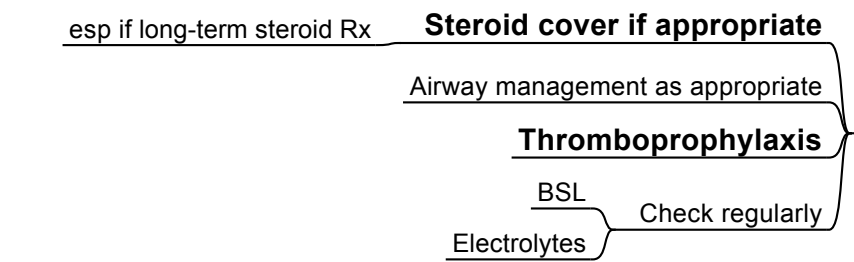 Steroid cover if appropriate
esp if long-term steroid Rx
Airway management as appropriate
Thromboprophylaxis
Check regularly
BSL
Electrolytes